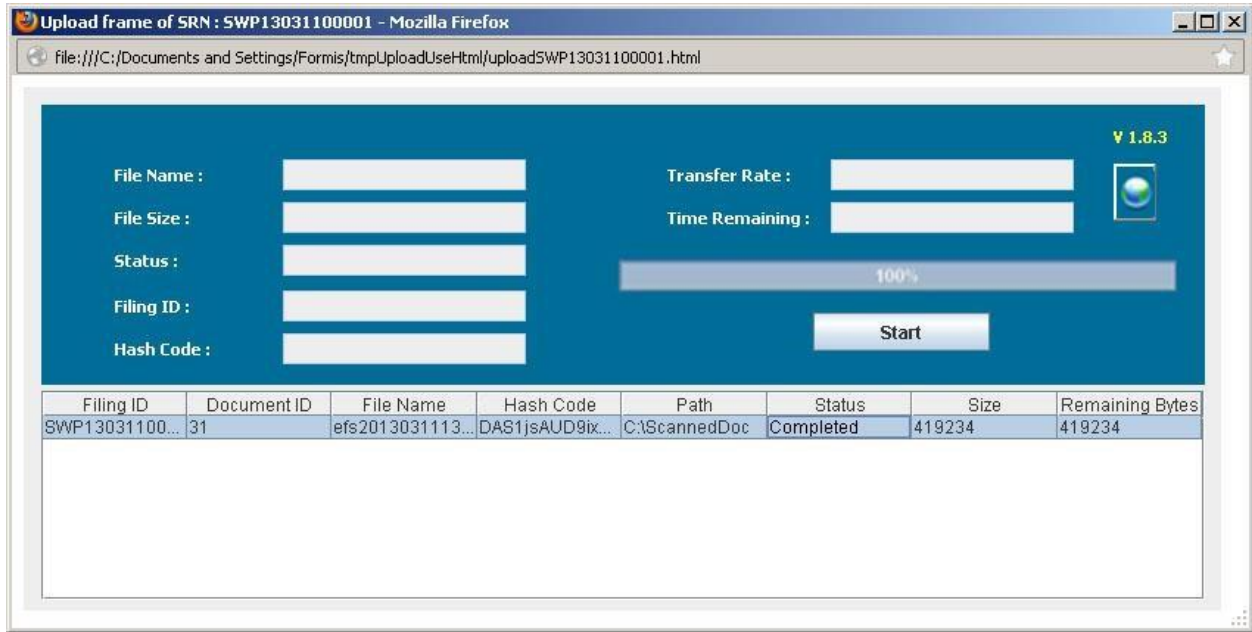 Upload frame of SRN : SWP13031100001 - Mozilla Firefox
file:///C:/Documents and Settings/Formis/tmpUploadUseHtml/uploadSWP13031100001.html
V 1.8.3
File Name : Transfer Rate :
File Size : Time Remaining :
Status :
100%
Filing ID :
Start
Hash Code :
Filing ID Document ID File Name Hash Code Path Status Size Remaining Bytes
SWP13031100... 31 efs2013031113... DAS1jsAUD9ix... C:\ScannedDoc Completed 419234 419234